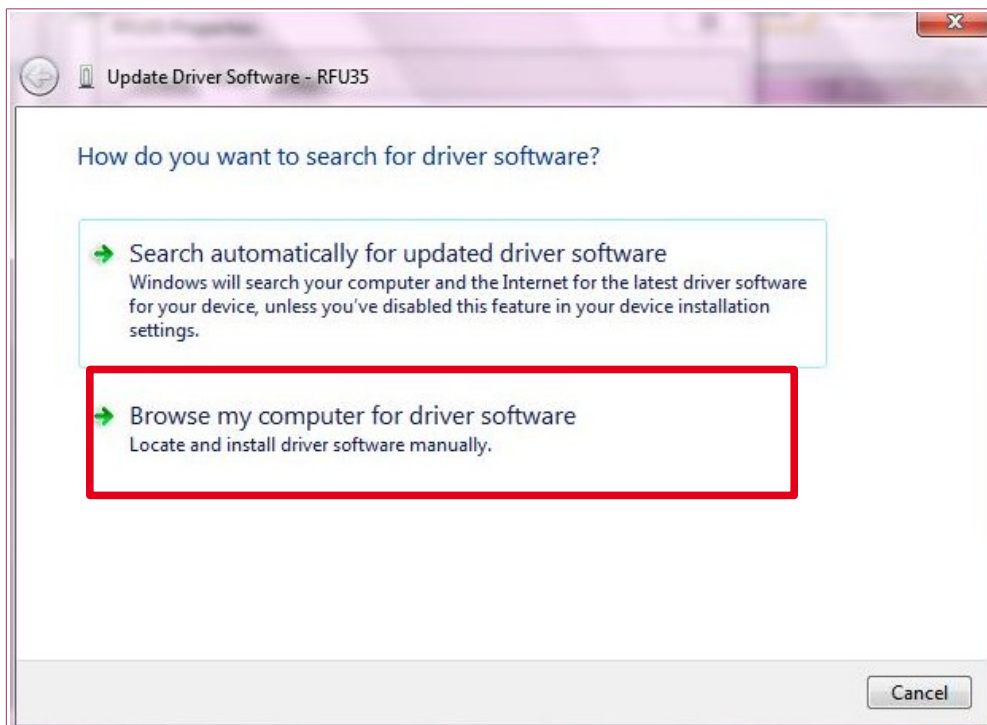 Update Driver Software - RFU35
How do you want to search for driver software?
Search automatically for updated driver software
Windows will search your computer and the Internet for the latest driver software
for your device, unless you've disabled this feature in your device installation
settings.
Browse my computer for driver software
Locate and install driver software manually.
Cancel